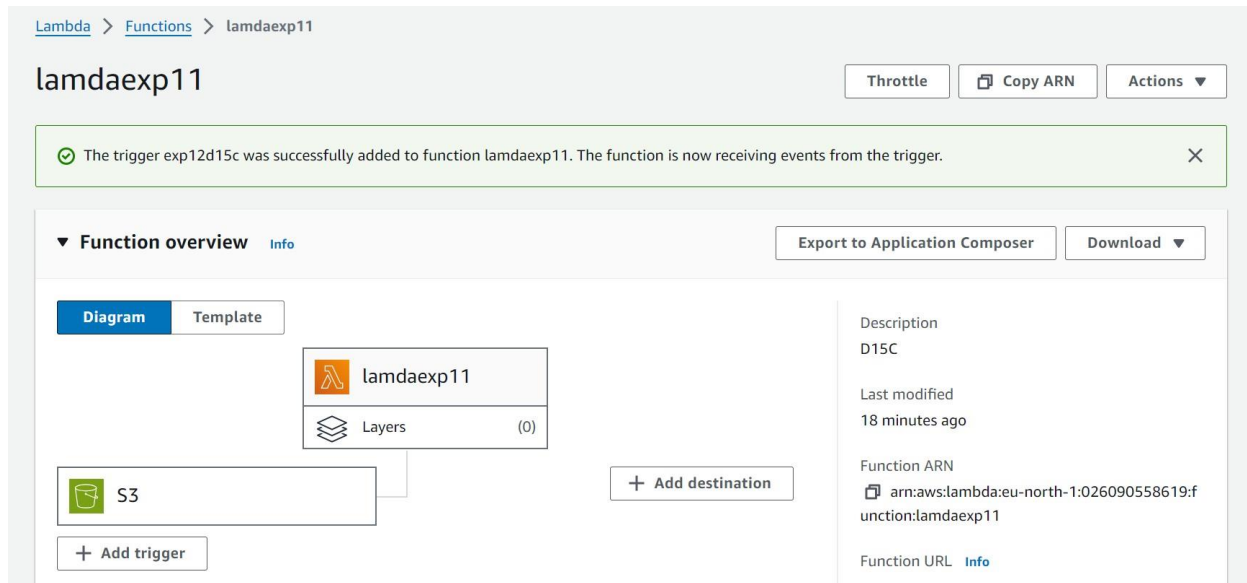 Lambda > Functions > lamdaexp11
lamdaexp11
Throttle
Copy ARN
Actions
The trigger exp12d15c was successfully added to function lamdaexp11. The function is now receiving events from the trigger.
Function overview Info
Export to Application Composer
Download
Diagram
Template
lamdaexp11
Layers (0)
S3
+ Add trigger
+ Add destination
Description
D15C
Last modified
18 minutes ago
Function ARN
arn:aws:lambda:eu-north-1:026090558619:f
unction:lamdaexp11
Function URL Info